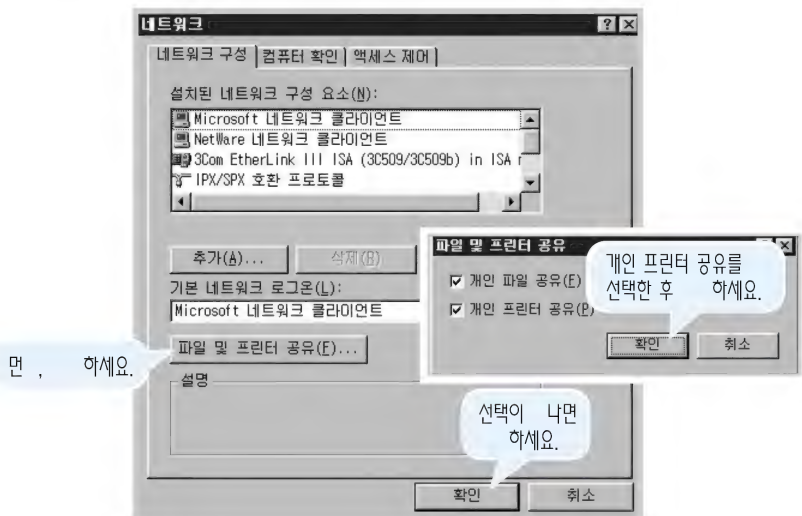 네트워크
네트워크 구성 컴퓨터 확인 액세스 제어
설치된 네트워크 구성 요소(N):
Microsoft 네트워크 클라이언트
NetWare 네트워크 클라이언트
3Com EtherLink III ISA (3C509/3C509b) in ISA
IPX/SPX 호환 프로토콜
추가(A)... 삭제(R)
기본 네트워크 로그온(L):
Microsoft 네트워크 클라이언트
파일 및 프린터 공유(F)...
먼 , 하세요.
설명
파일 및 프린터 공유
개인 파일 공유(F)
개인 프린터 공유(P)
개인 프린터 공유를
선택한 후 하세요.
확인 취소
선택이 나면
하세요.
확인 취소